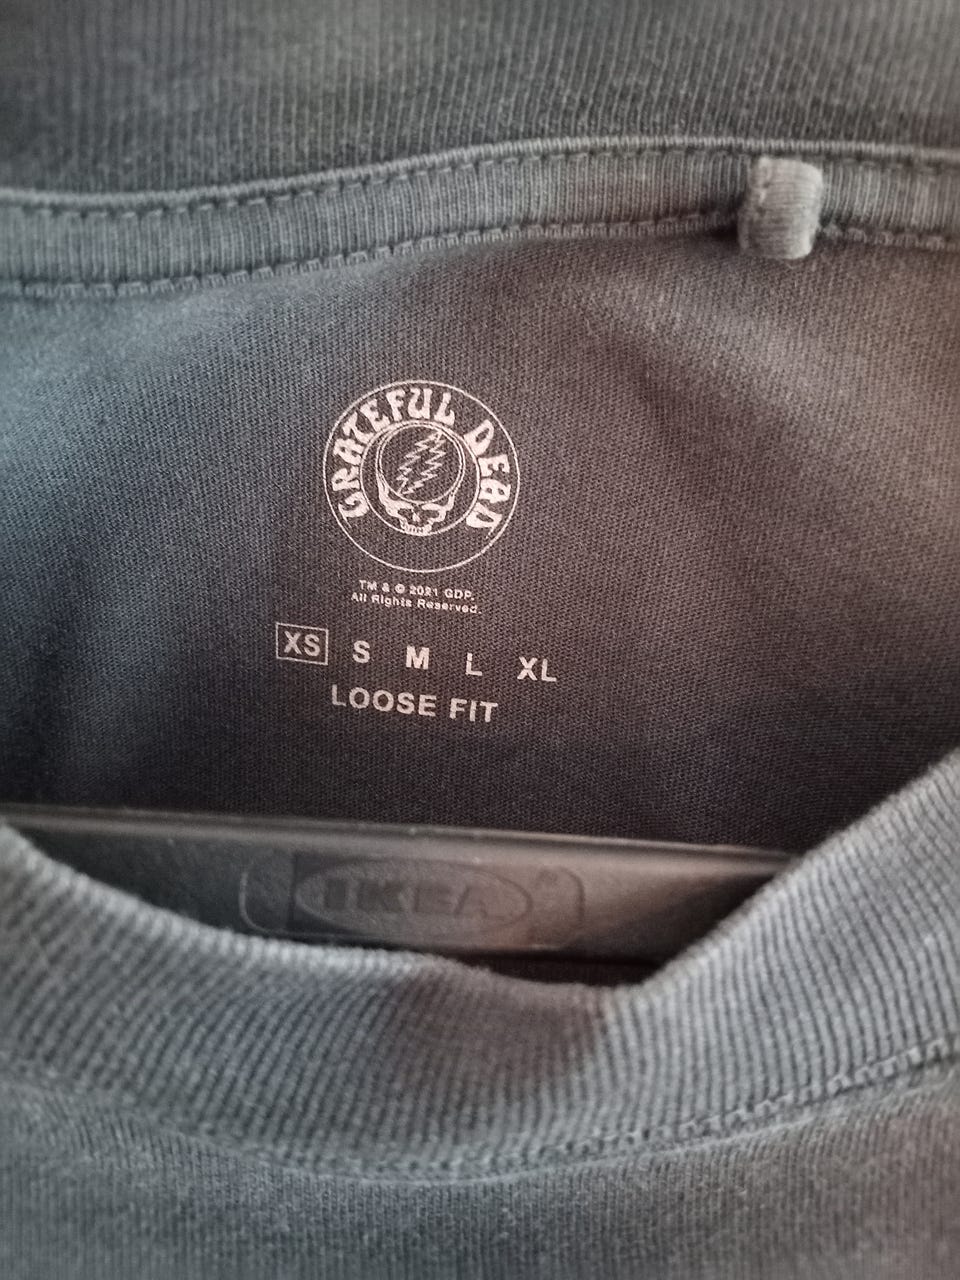 GRATEFUL DEAD
TM & © 2021 GDP.
All Rights Reserved.
XS S M L XL
LOOSE FIT
IKEA®